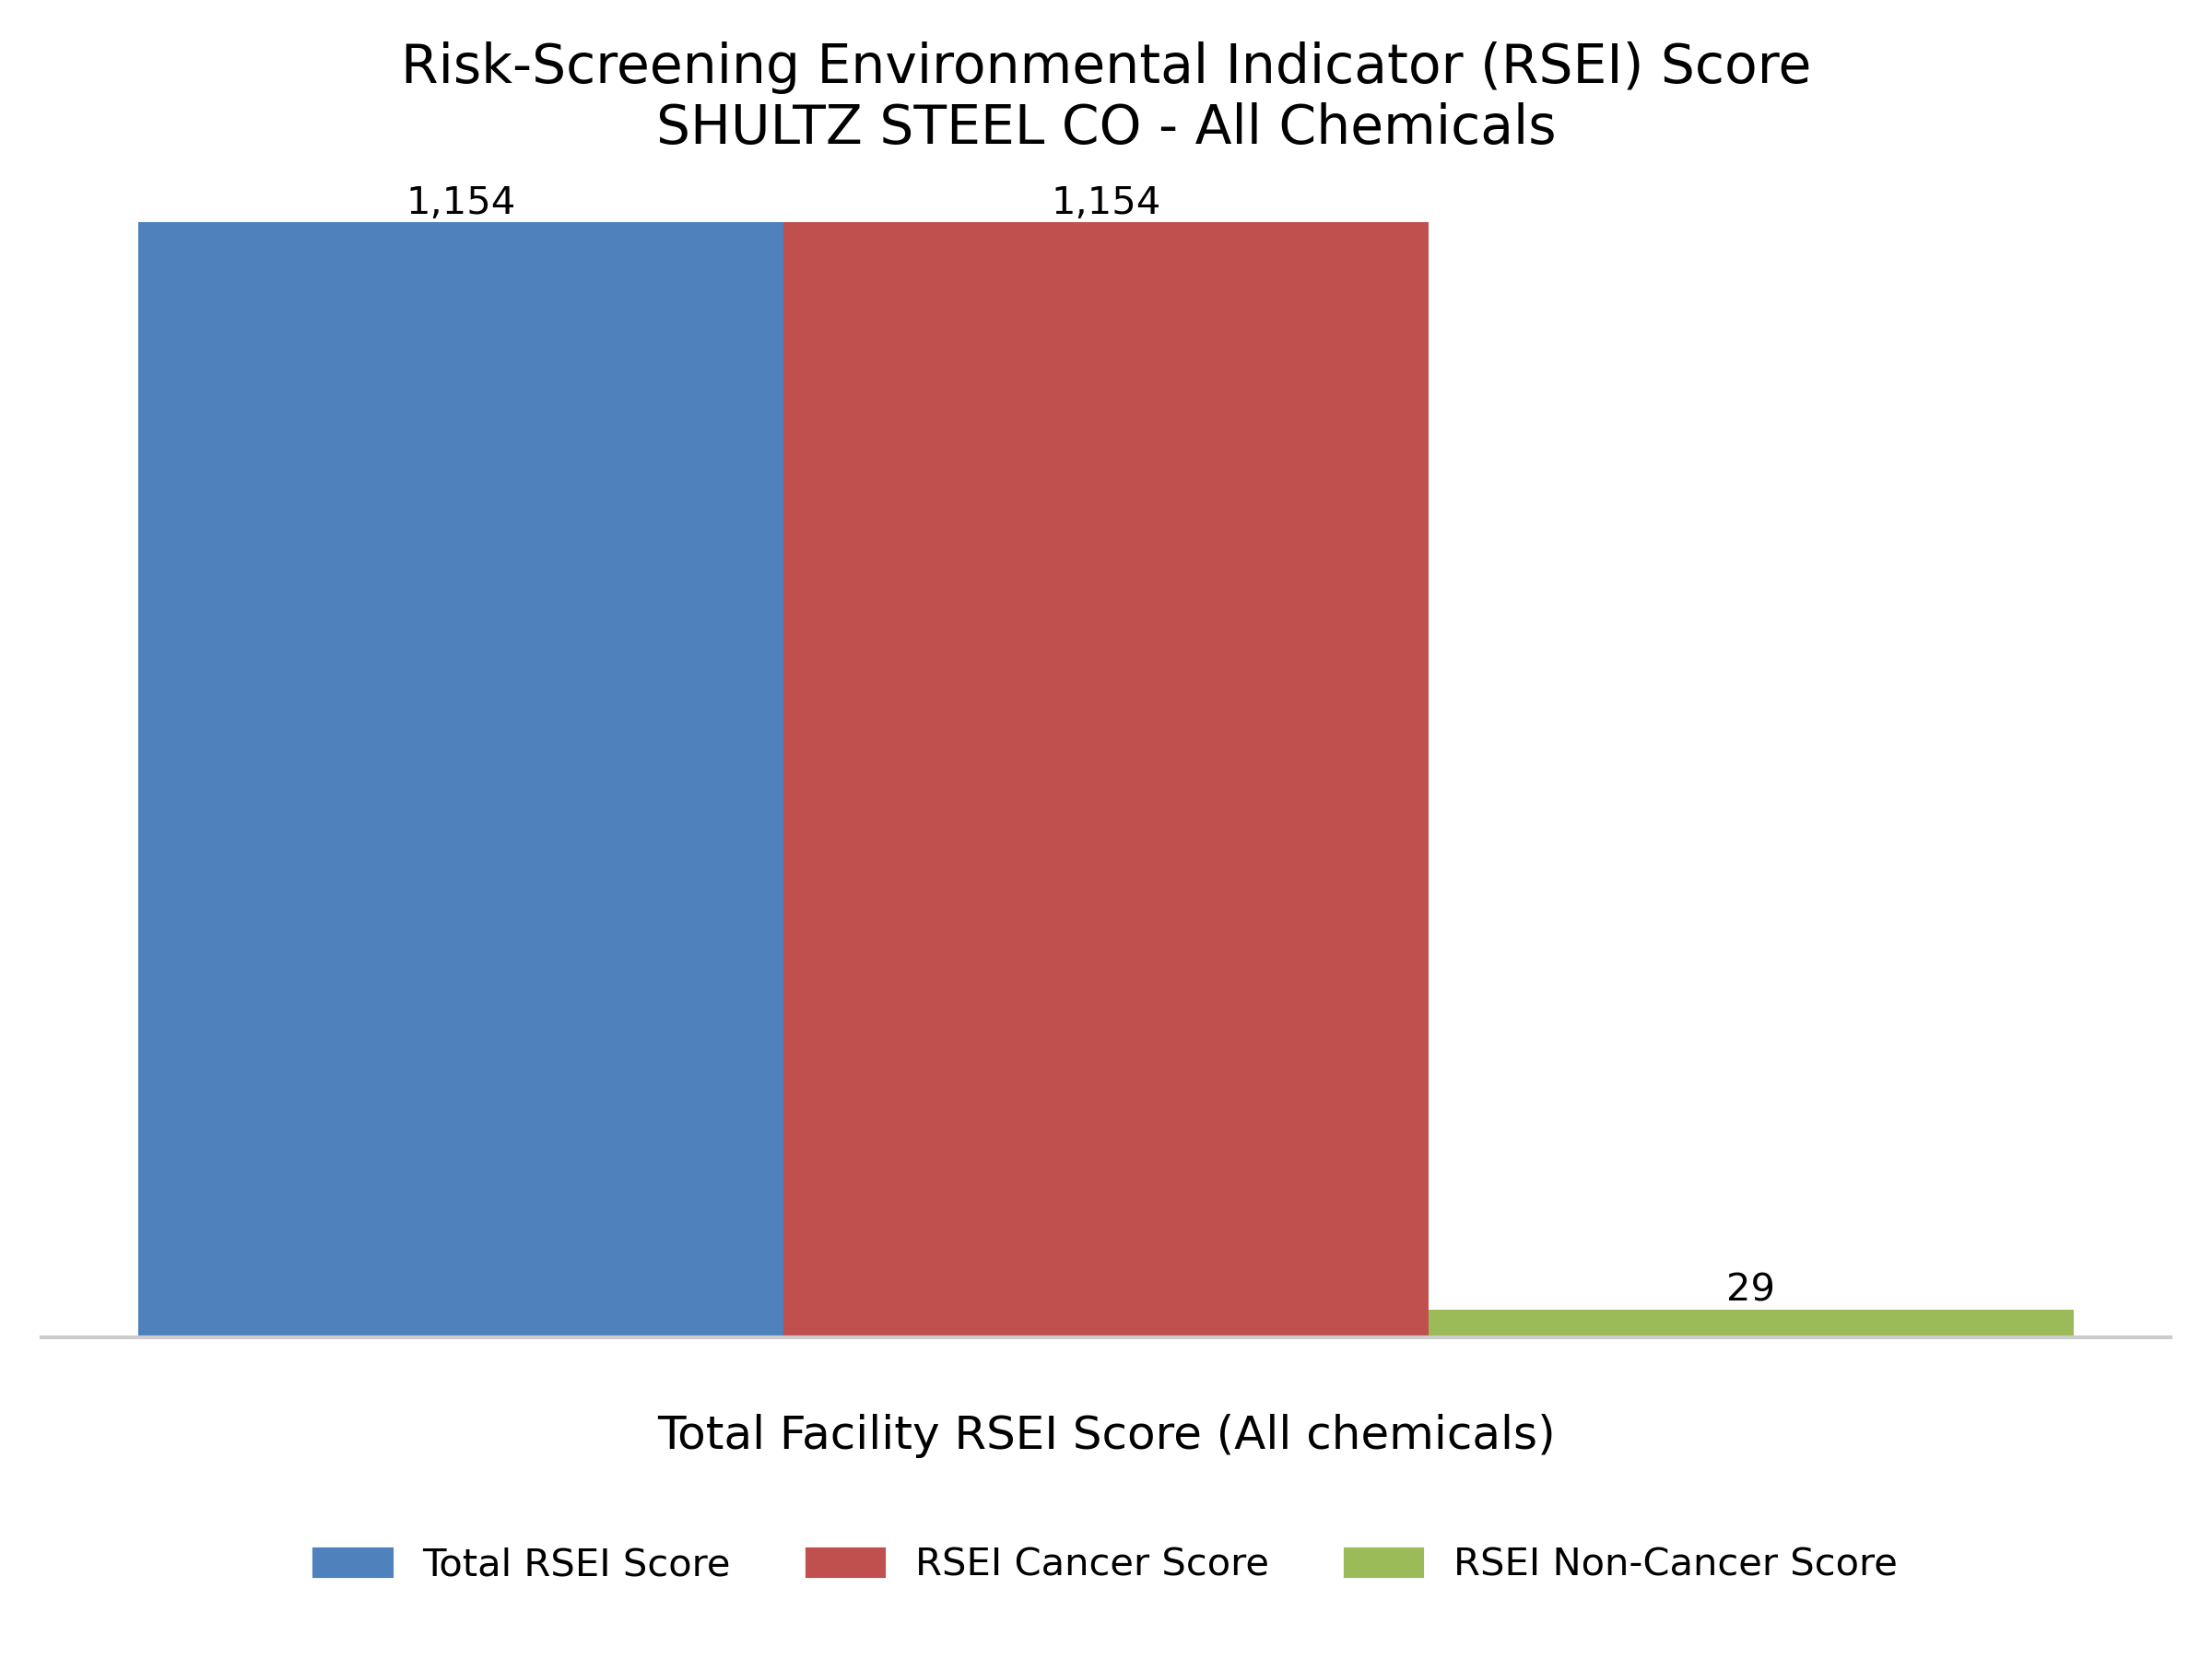 Risk-Screening Environmental Indicator (RSEI) Score
SHULTZ STEEL CO - All Chemicals
1,154
1,154
29
Total Facility RSEI Score (All chemicals)
Total RSEI Score
RSEI Cancer Score
RSEI Non-Cancer Score